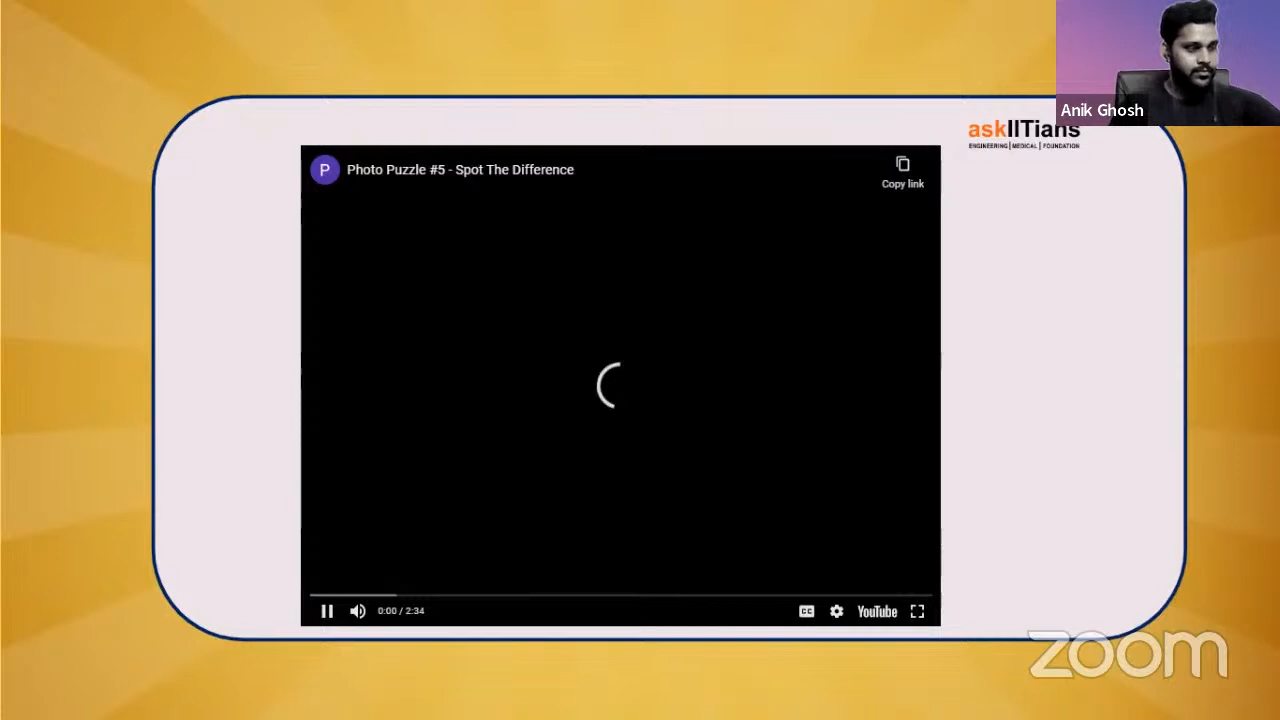 Anik Ghosh
askIITians
ENGINEERING | MEDICAL | FOUNDATION
P
Photo Puzzle #5 - Spot The Difference
Copy link
0:00 / 2:34
CC
YouTube
zoom